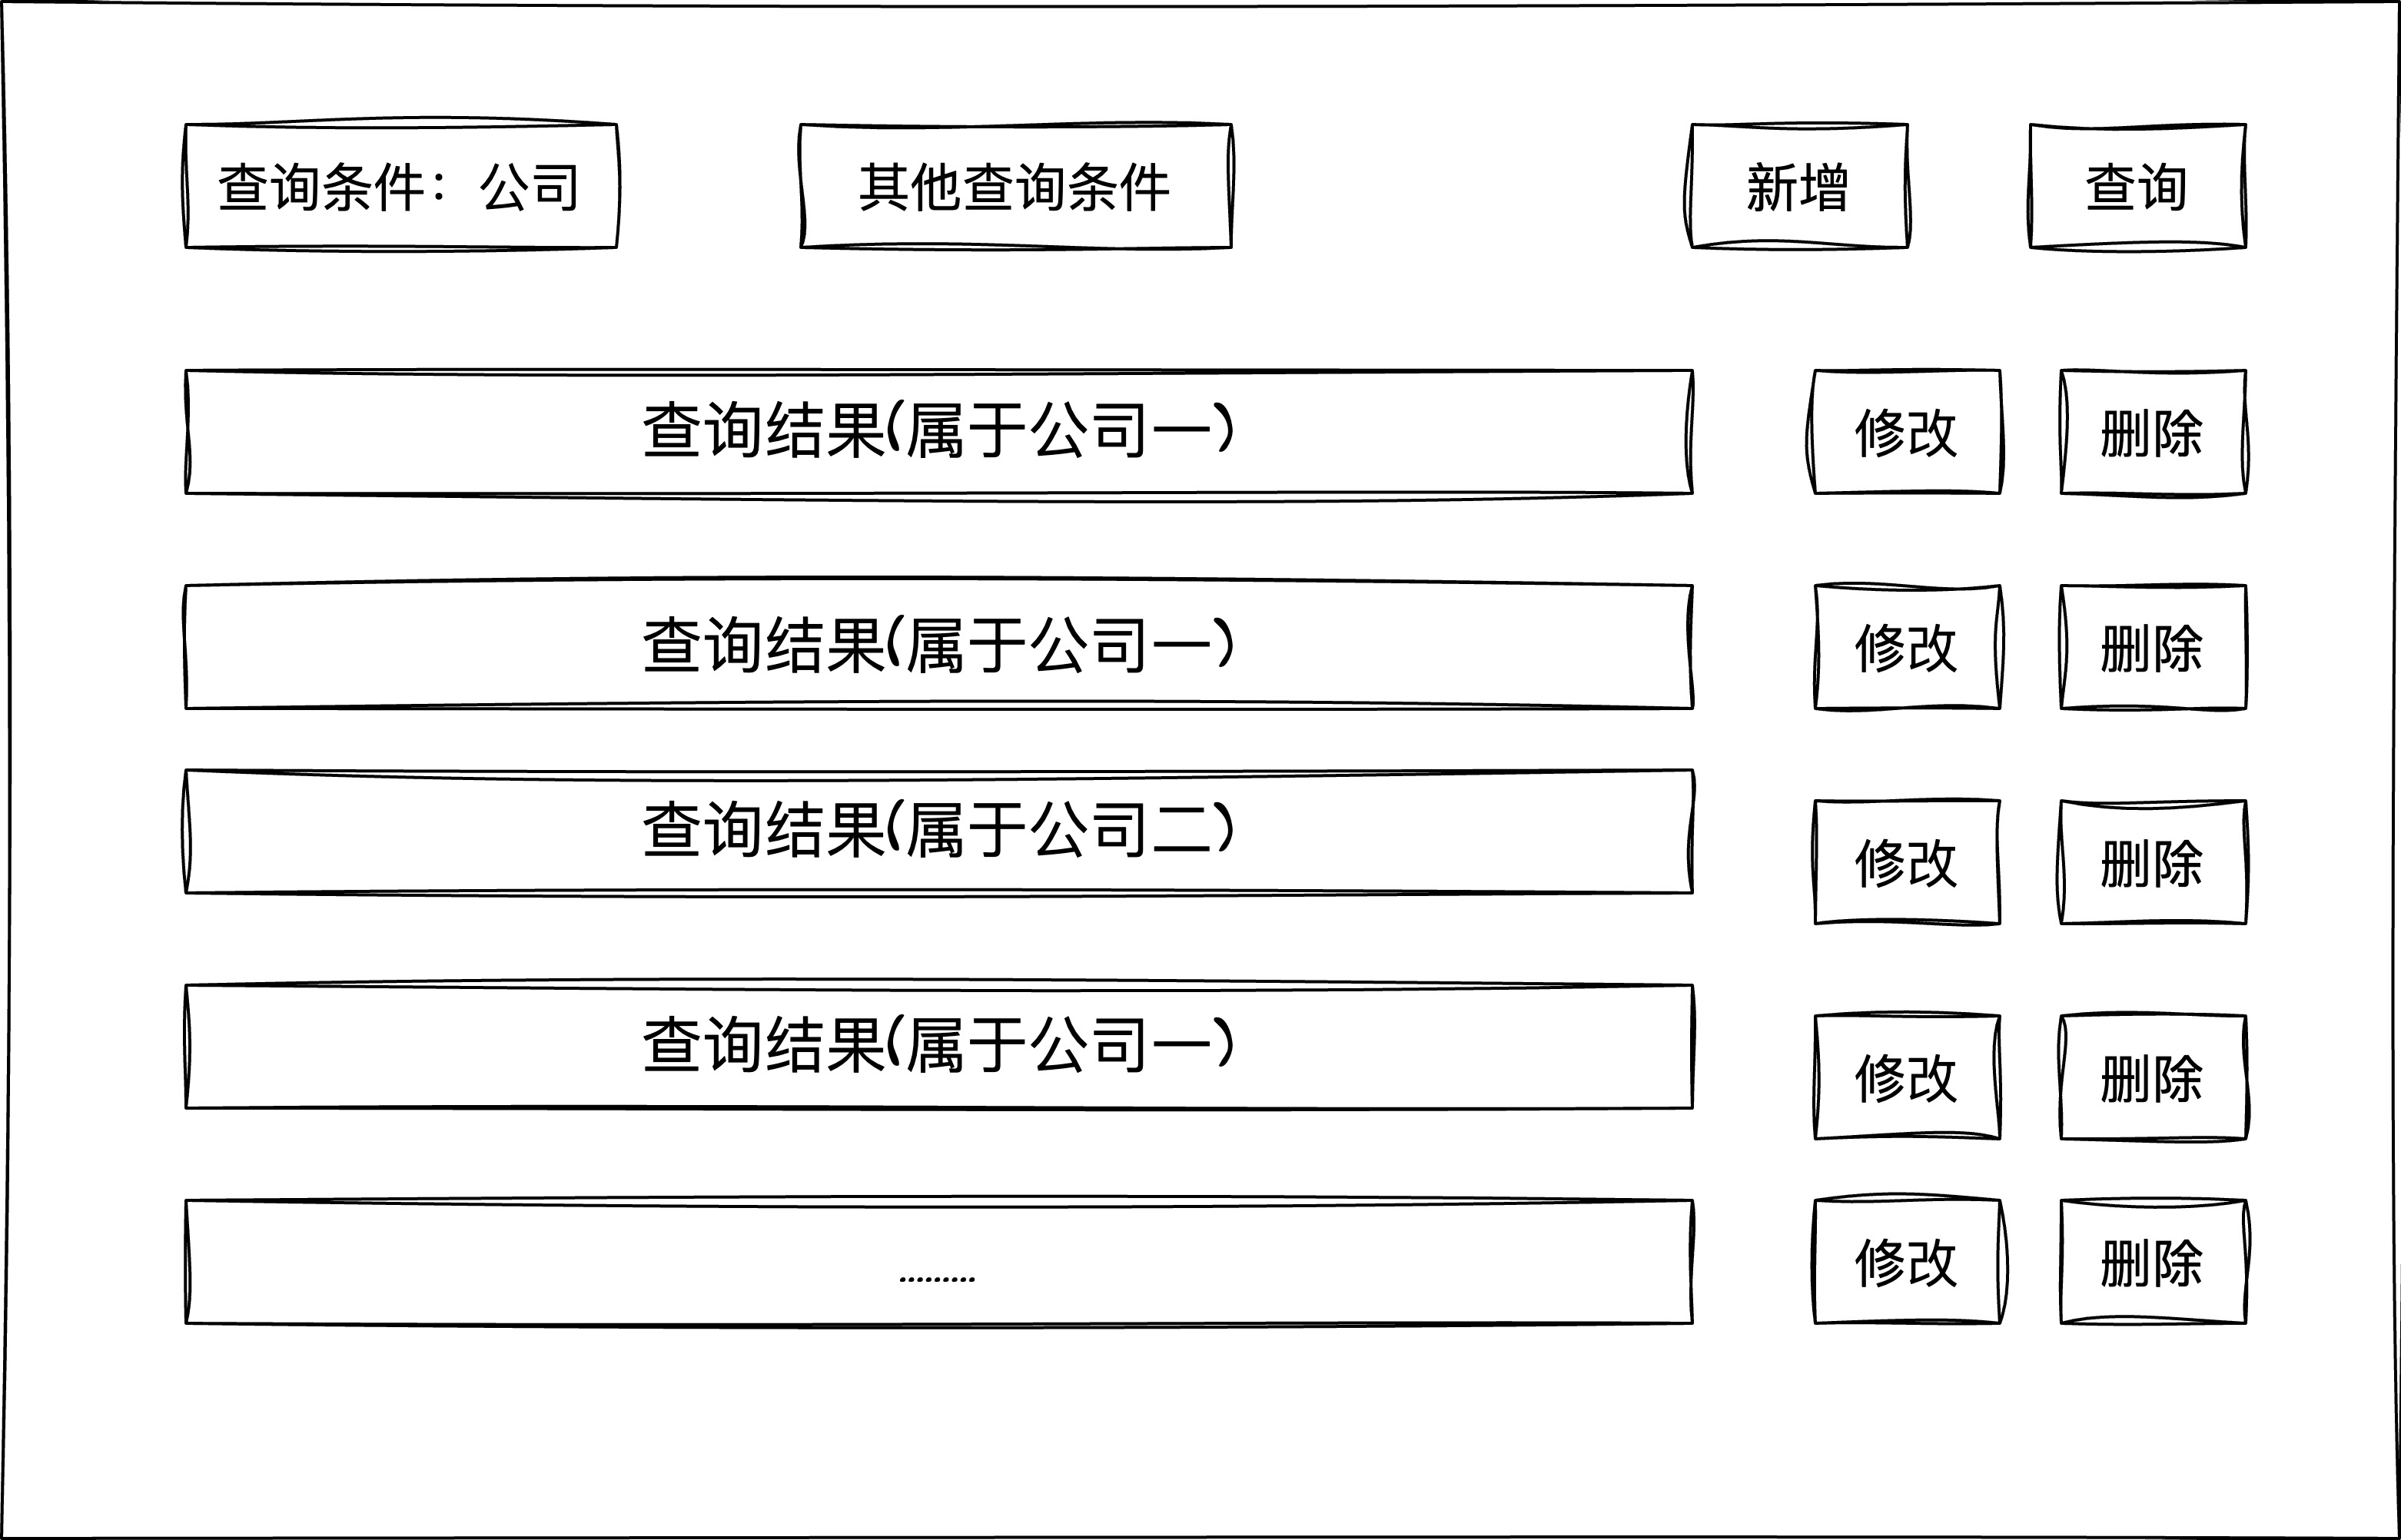 查询条件：公司
其他查询条件
新增
查询
查询结果(属于公司一)
修改
删除
查询结果(属于公司一)
修改
删除
查询结果(属于公司二)
修改
删除
查询结果(属于公司一)
修改
删除
.........
修改
删除